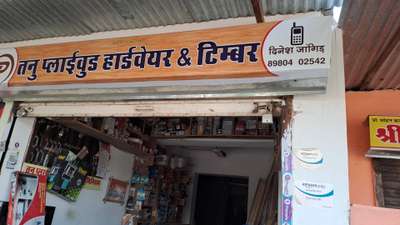 तनु प्लाईवुड हार्डवेयर & टिम्बर
दिनेश जागिड़
89804 02542
श्री